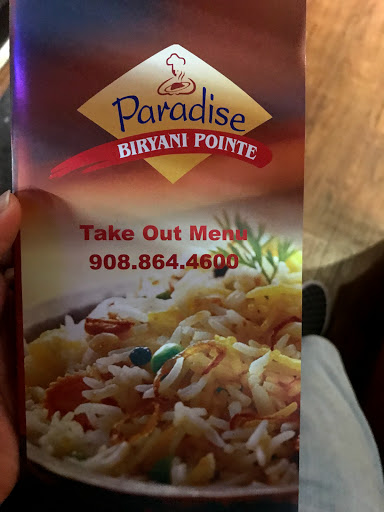 Paradise
BIRYANI POINTE
Take Out Menu
908.864.4600